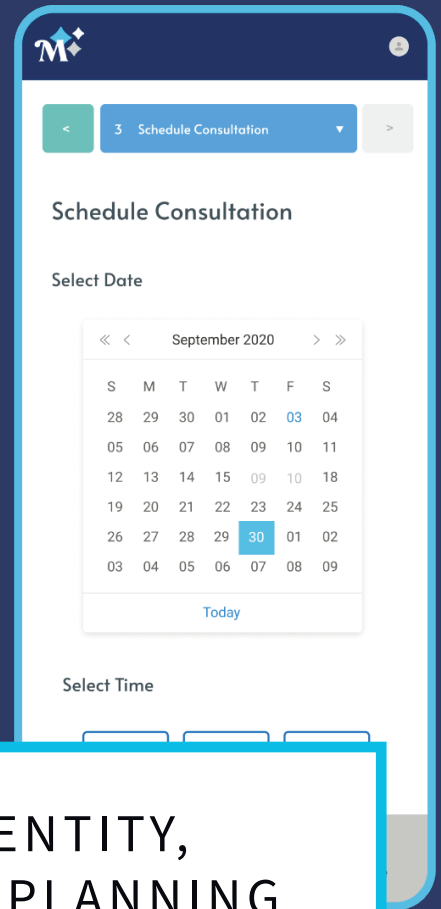 M
< 3 Schedule Consultation ▼ >
Schedule Consultation
Select Date
« < September 2020 > »
S M T W T F S
28 29 30 01 02 03 04
05 06 07 08 09 10 11
12 13 14 15 09 10 18
19 20 21 22 23 24 25
26 27 28 29 30 01 02
03 04 05 06 07 08 09
Today
Select Time
ENTITY,
PLANNING